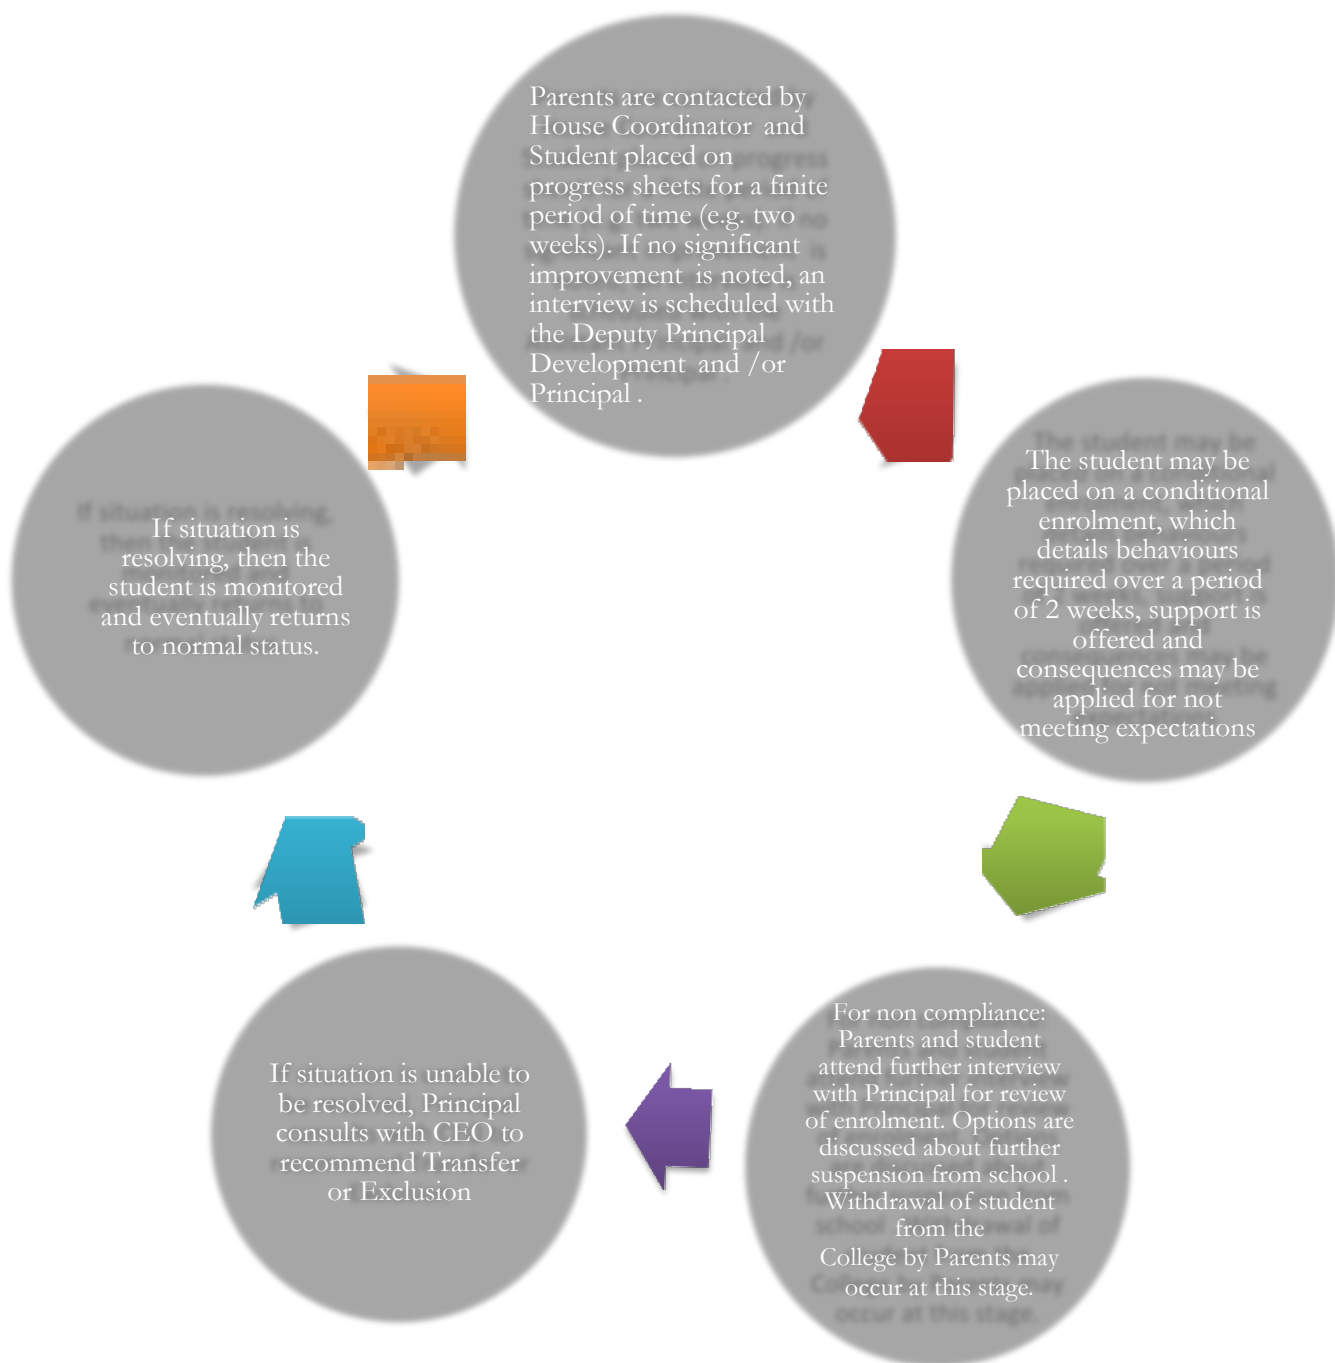 Parents are contacted by
House Coordinator and
Student placed on
progress sheets for a finite
period of time (e.g. two
weeks). If no significant
improvement is noted, an
interview is scheduled with
the Deputy Principal
Development and /or
Principal .
The student may be
placed on a conditional
enrolment, which
details behaviours
required over a period
of 2 weeks, support is
offered and
consequences may be
applied for not
meeting expectations
For non compliance:
Parents and student
attend further interview
with Principal for review
of enrolment. Options are
discussed about further
suspension from school .
Withdrawal of student
from the
College by Parents may
occur at this stage.
If situation is unable to
be resolved, Principal
consults with CEO to
recommend Transfer
or Exclusion
If situation is
resolving, then the
student is monitored
and eventually returns
to normal status.